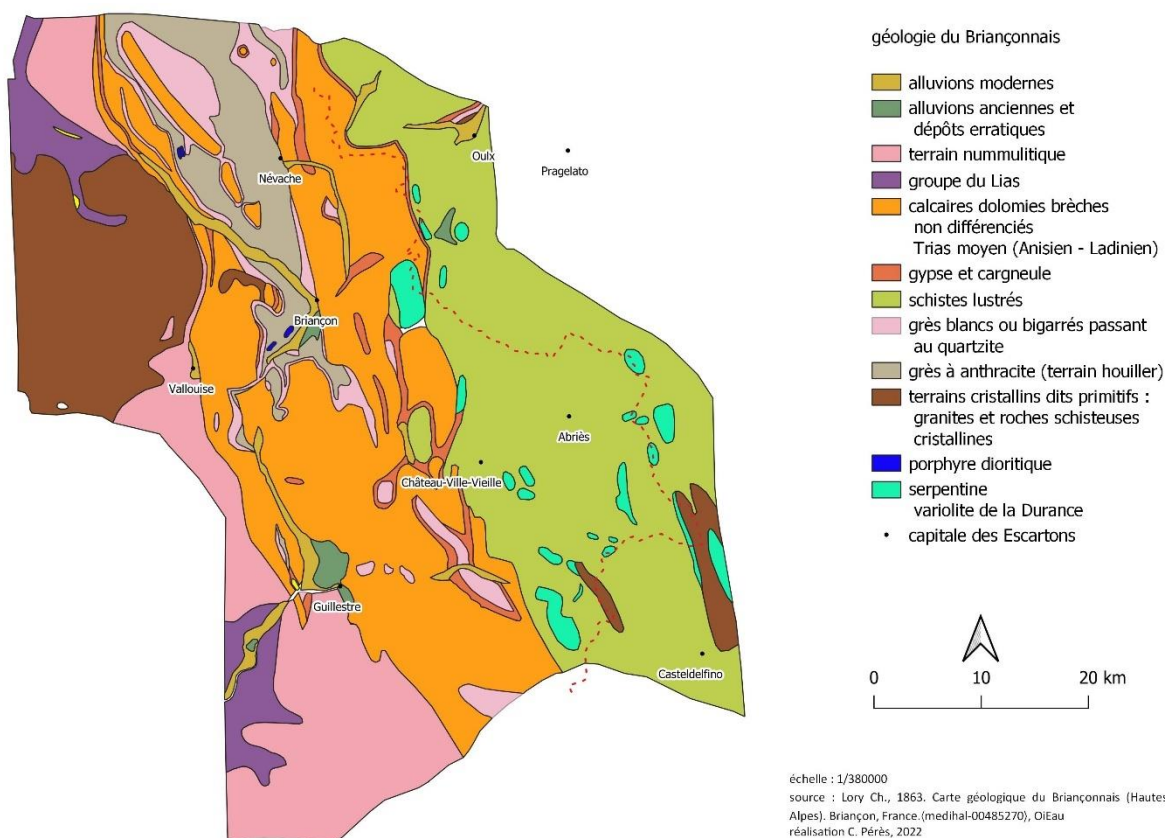 géologie du Briançonnais
alluvions modernes
alluvions anciennes et
dépôts erratiques
terrain nummulitique
groupe du Lias
calcaires dolomies brèches
non différenciés
Trias moyen (Anisien - Ladinien)
gypse et cargneule
schistes lustrés
grès blancs ou bigarrés passant
au quartzite
grès à anthracite (terrain houiller)
terrains cristallins dits primitifs :
granites et roches schisteuses
cristallines
porphyre dioritique
serpentine
variolite de la Durance
capitale des Escartons
Oulx
Pragelato
Névache
Briançon
Vallouise
Abriès
Château-Ville-Vieille
Guillestre
Casteldelfino
0 10 20 km
échelle : 1/380000
source : Lory Ch., 1863. Carte géologique du Briançonnais (Hautes
Alpes). Briançon, France.(medihal-00485270), OiEau
réalisation C. Pérès, 2022